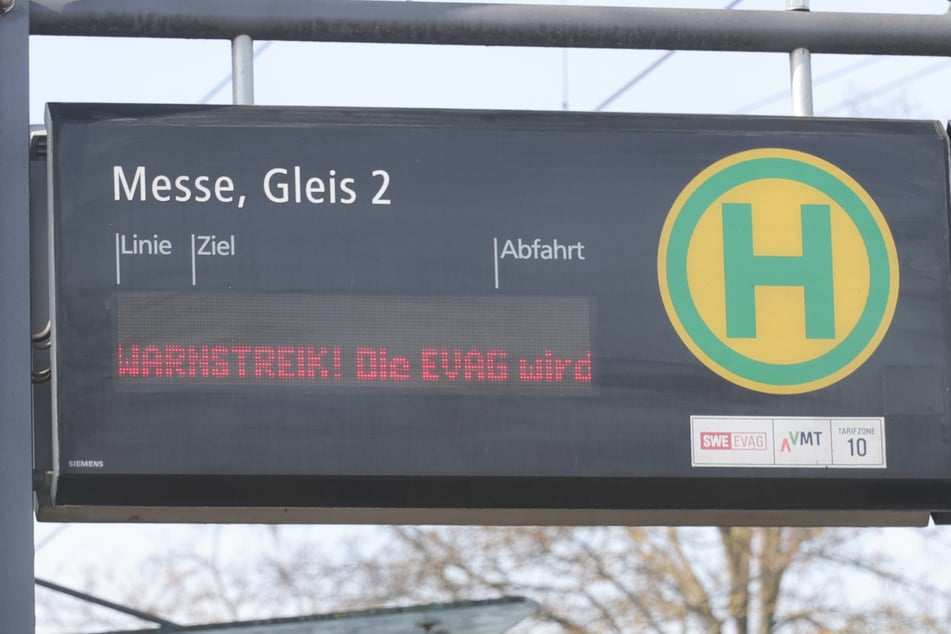 Messe, Gleis 2
Linie Ziel Abfahrt
WARNSTREIK! Die EVAG wird
H
SIEMENS
SWE EVAG VMT TARIFZONE 10